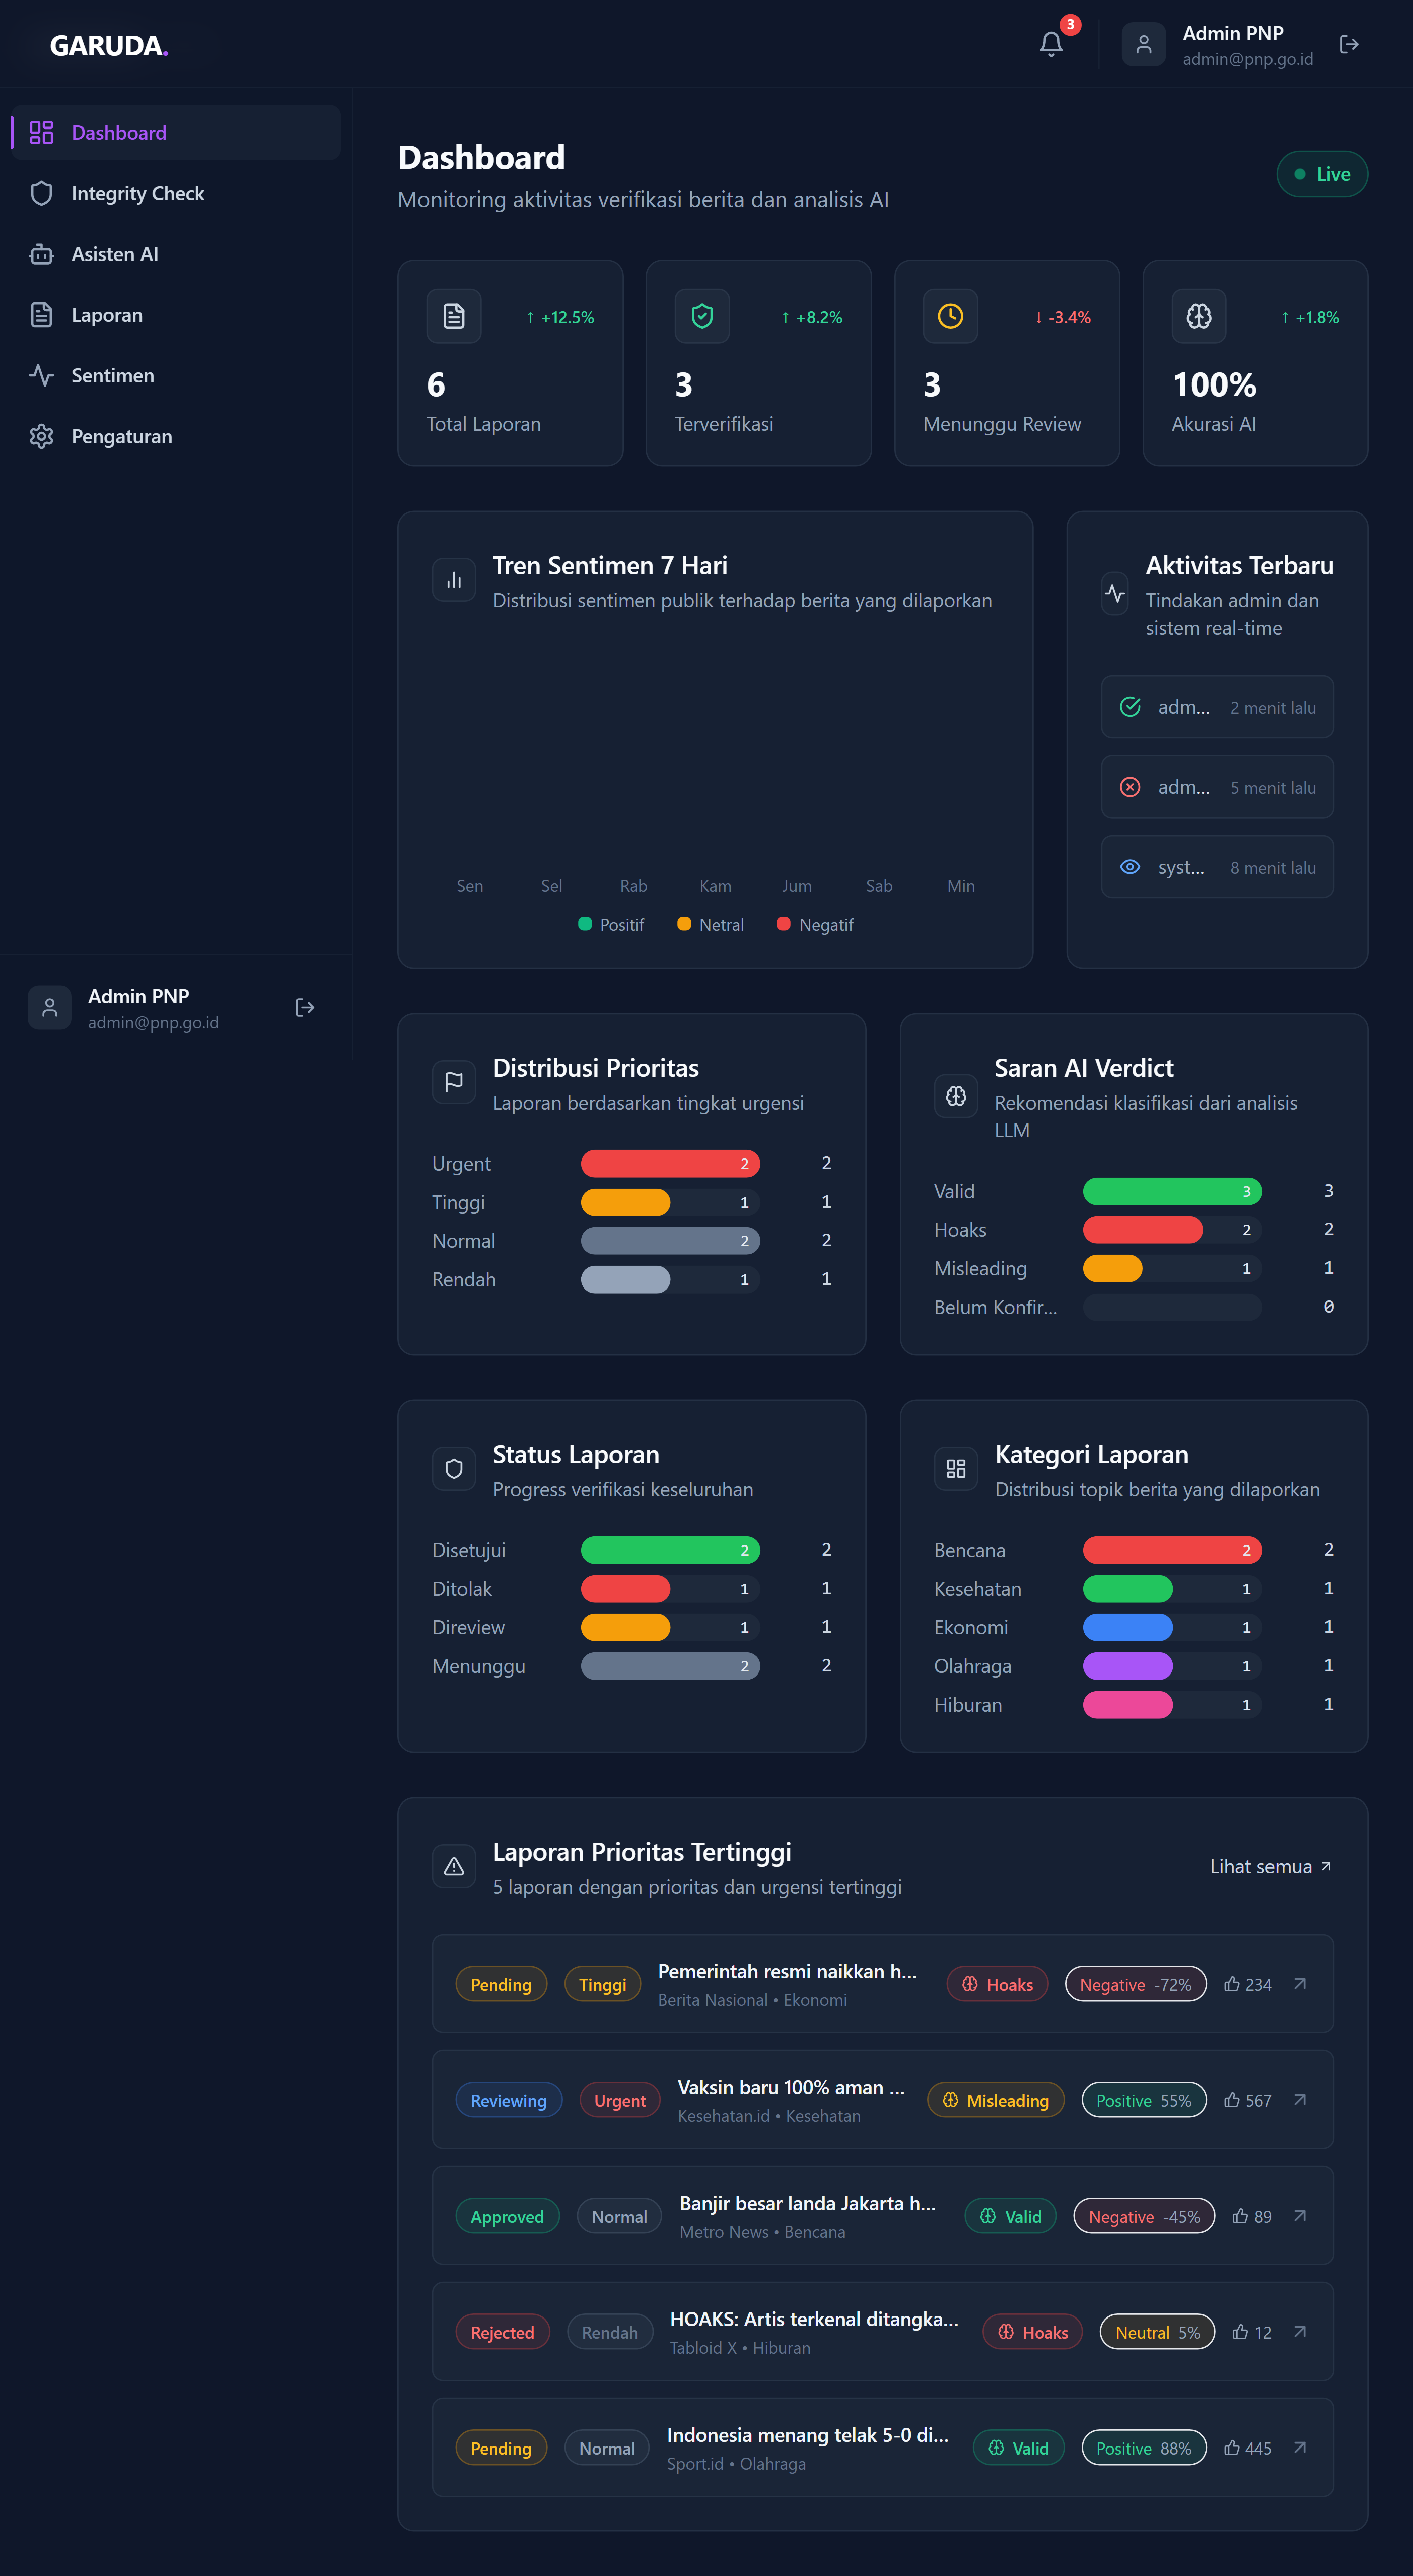 GARUDA.
3
Admin PNP
admin@pnp.go.id
Dashboard
Integrity Check
Asisten AI
Laporan
Sentimen
Pengaturan
Admin PNP
admin@pnp.go.id
Dashboard
Monitoring aktivitas verifikasi berita dan analisis AI
Live
↑ +12.5%
6
Total Laporan
↑ +8.2%
3
Terverifikasi
↓ -3.4%
3
Menunggu Review
↑ +1.8%
100%
Akurasi AI
Tren Sentimen 7 Hari
Distribusi sentimen publik terhadap berita yang dilaporkan
Sen Sel Rab Kam Jum Sab Min
Positif Netral Negatif
Aktivitas Terbaru
Tindakan admin dan
sistem real-time
adm... 2 menit lalu
adm... 5 menit lalu
syst... 8 menit lalu
Distribusi Prioritas
Laporan berdasarkan tingkat urgensi
Urgent 2 2
Tinggi 1 1
Normal 2 2
Rendah 1 1
Saran AI Verdict
Rekomendasi klasifikasi dari analisis
LLM
Valid 3 3
Hoaks 2 2
Misleading 1 1
Belum Konfir... 0
Status Laporan
Progress verifikasi keseluruhan
Disetujui 2 2
Ditolak 1 1
Direview 1 1
Menunggu 2 2
Kategori Laporan
Distribusi topik berita yang dilaporkan
Bencana 2 2
Kesehatan 1 1
Ekonomi 1 1
Olahraga 1 1
Hiburan 1 1
Laporan Prioritas Tertinggi
5 laporan dengan prioritas dan urgensi tertinggi
Lihat semua
Pending Tinggi Pemerintah resmi naikkan h... Hoaks Negative -72% 234
Berita Nasional • Ekonomi
Reviewing Urgent Vaksin baru 100% aman ... Misleading Positive 55% 567
Kesehatan.id • Kesehatan
Approved Normal Banjir besar landa Jakarta h... Valid Negative -45% 89
Metro News • Bencana
Rejected Rendah HOAKS: Artis terkenal ditangka... Hoaks Neutral 5% 12
Tabloid X • Hiburan
Pending Normal Indonesia menang telak 5-0 di... Valid Positive 88% 445
Sport.id • Olahraga